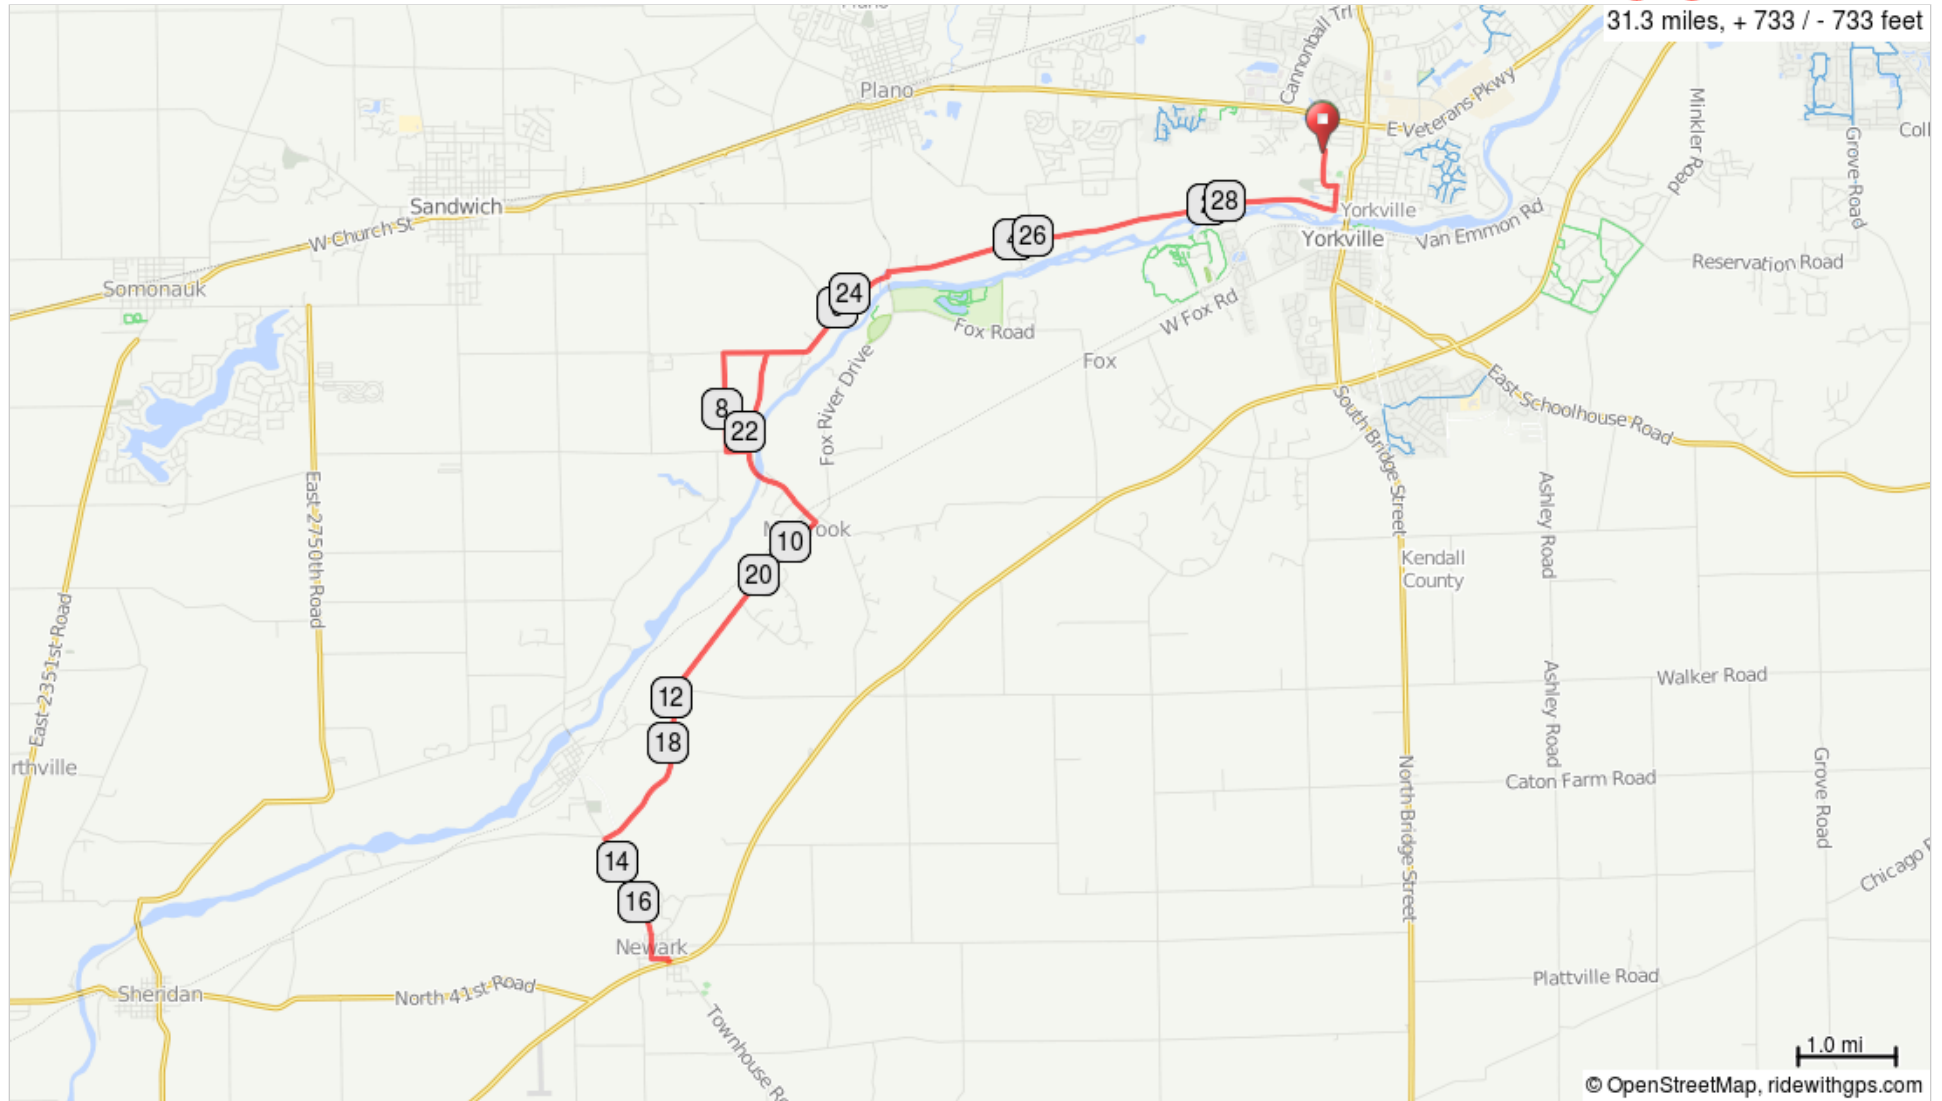 31.3 miles, + 733 / - 733 feet
Cannonball Trl
Plano
E Veterans Pkwy
Minkler Road
Grove Road
Sandwich
28
Yorkville
W Church St
26
Yorkville
Van Emmon Rd
Reservation Road
Somonauk
24
W Fox Rd
Fox Road
Fox
Fox River Drive
8
22
East Schoolhouse Road
South Bridge Street
East 2750th Road
Ashley Road
10
20
Kendall
County
East 2351st Road
12
Walker Road
Ashley Road
18
rthville
Caton Farm Road
North Bridge Street
Grove Road
14
16
Chicago
Newark
Sheridan
North 41st Road
Plattville Road
Townhouse
1.0 mi
© OpenStreetMap, ridewithgps.com